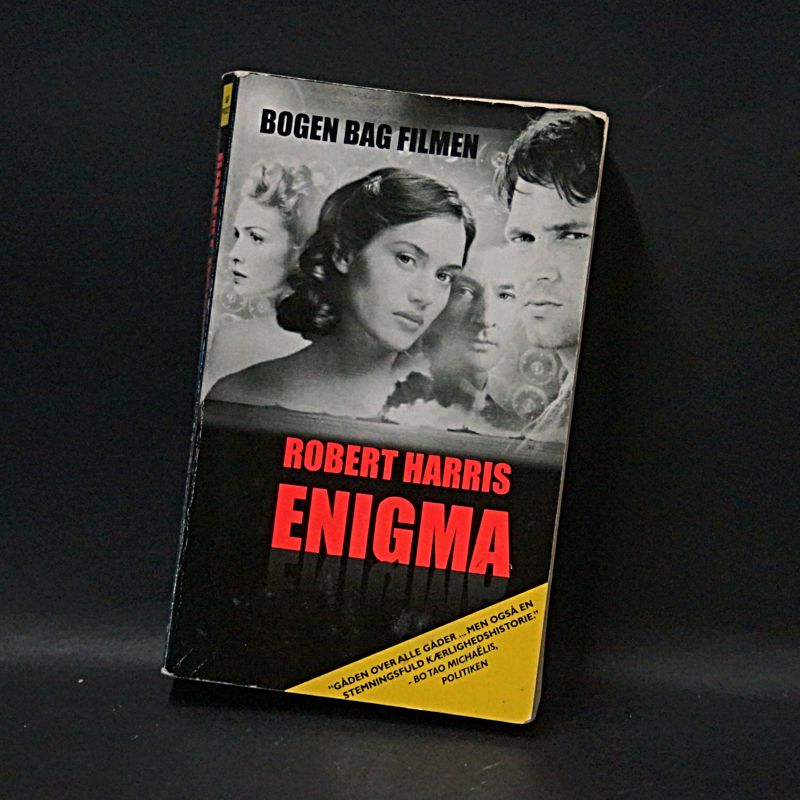 BOGEN BAG FILMEN
ROBERT HARRIS
ENIGMA
"GÅDEN OVER ALLE GÅDER ... MEN OGSÅ EN
STEMNINGSFULD KÆRLIGHEDSHISTORIE."
- BO TAO MICHAËLIS,
POLITIKEN